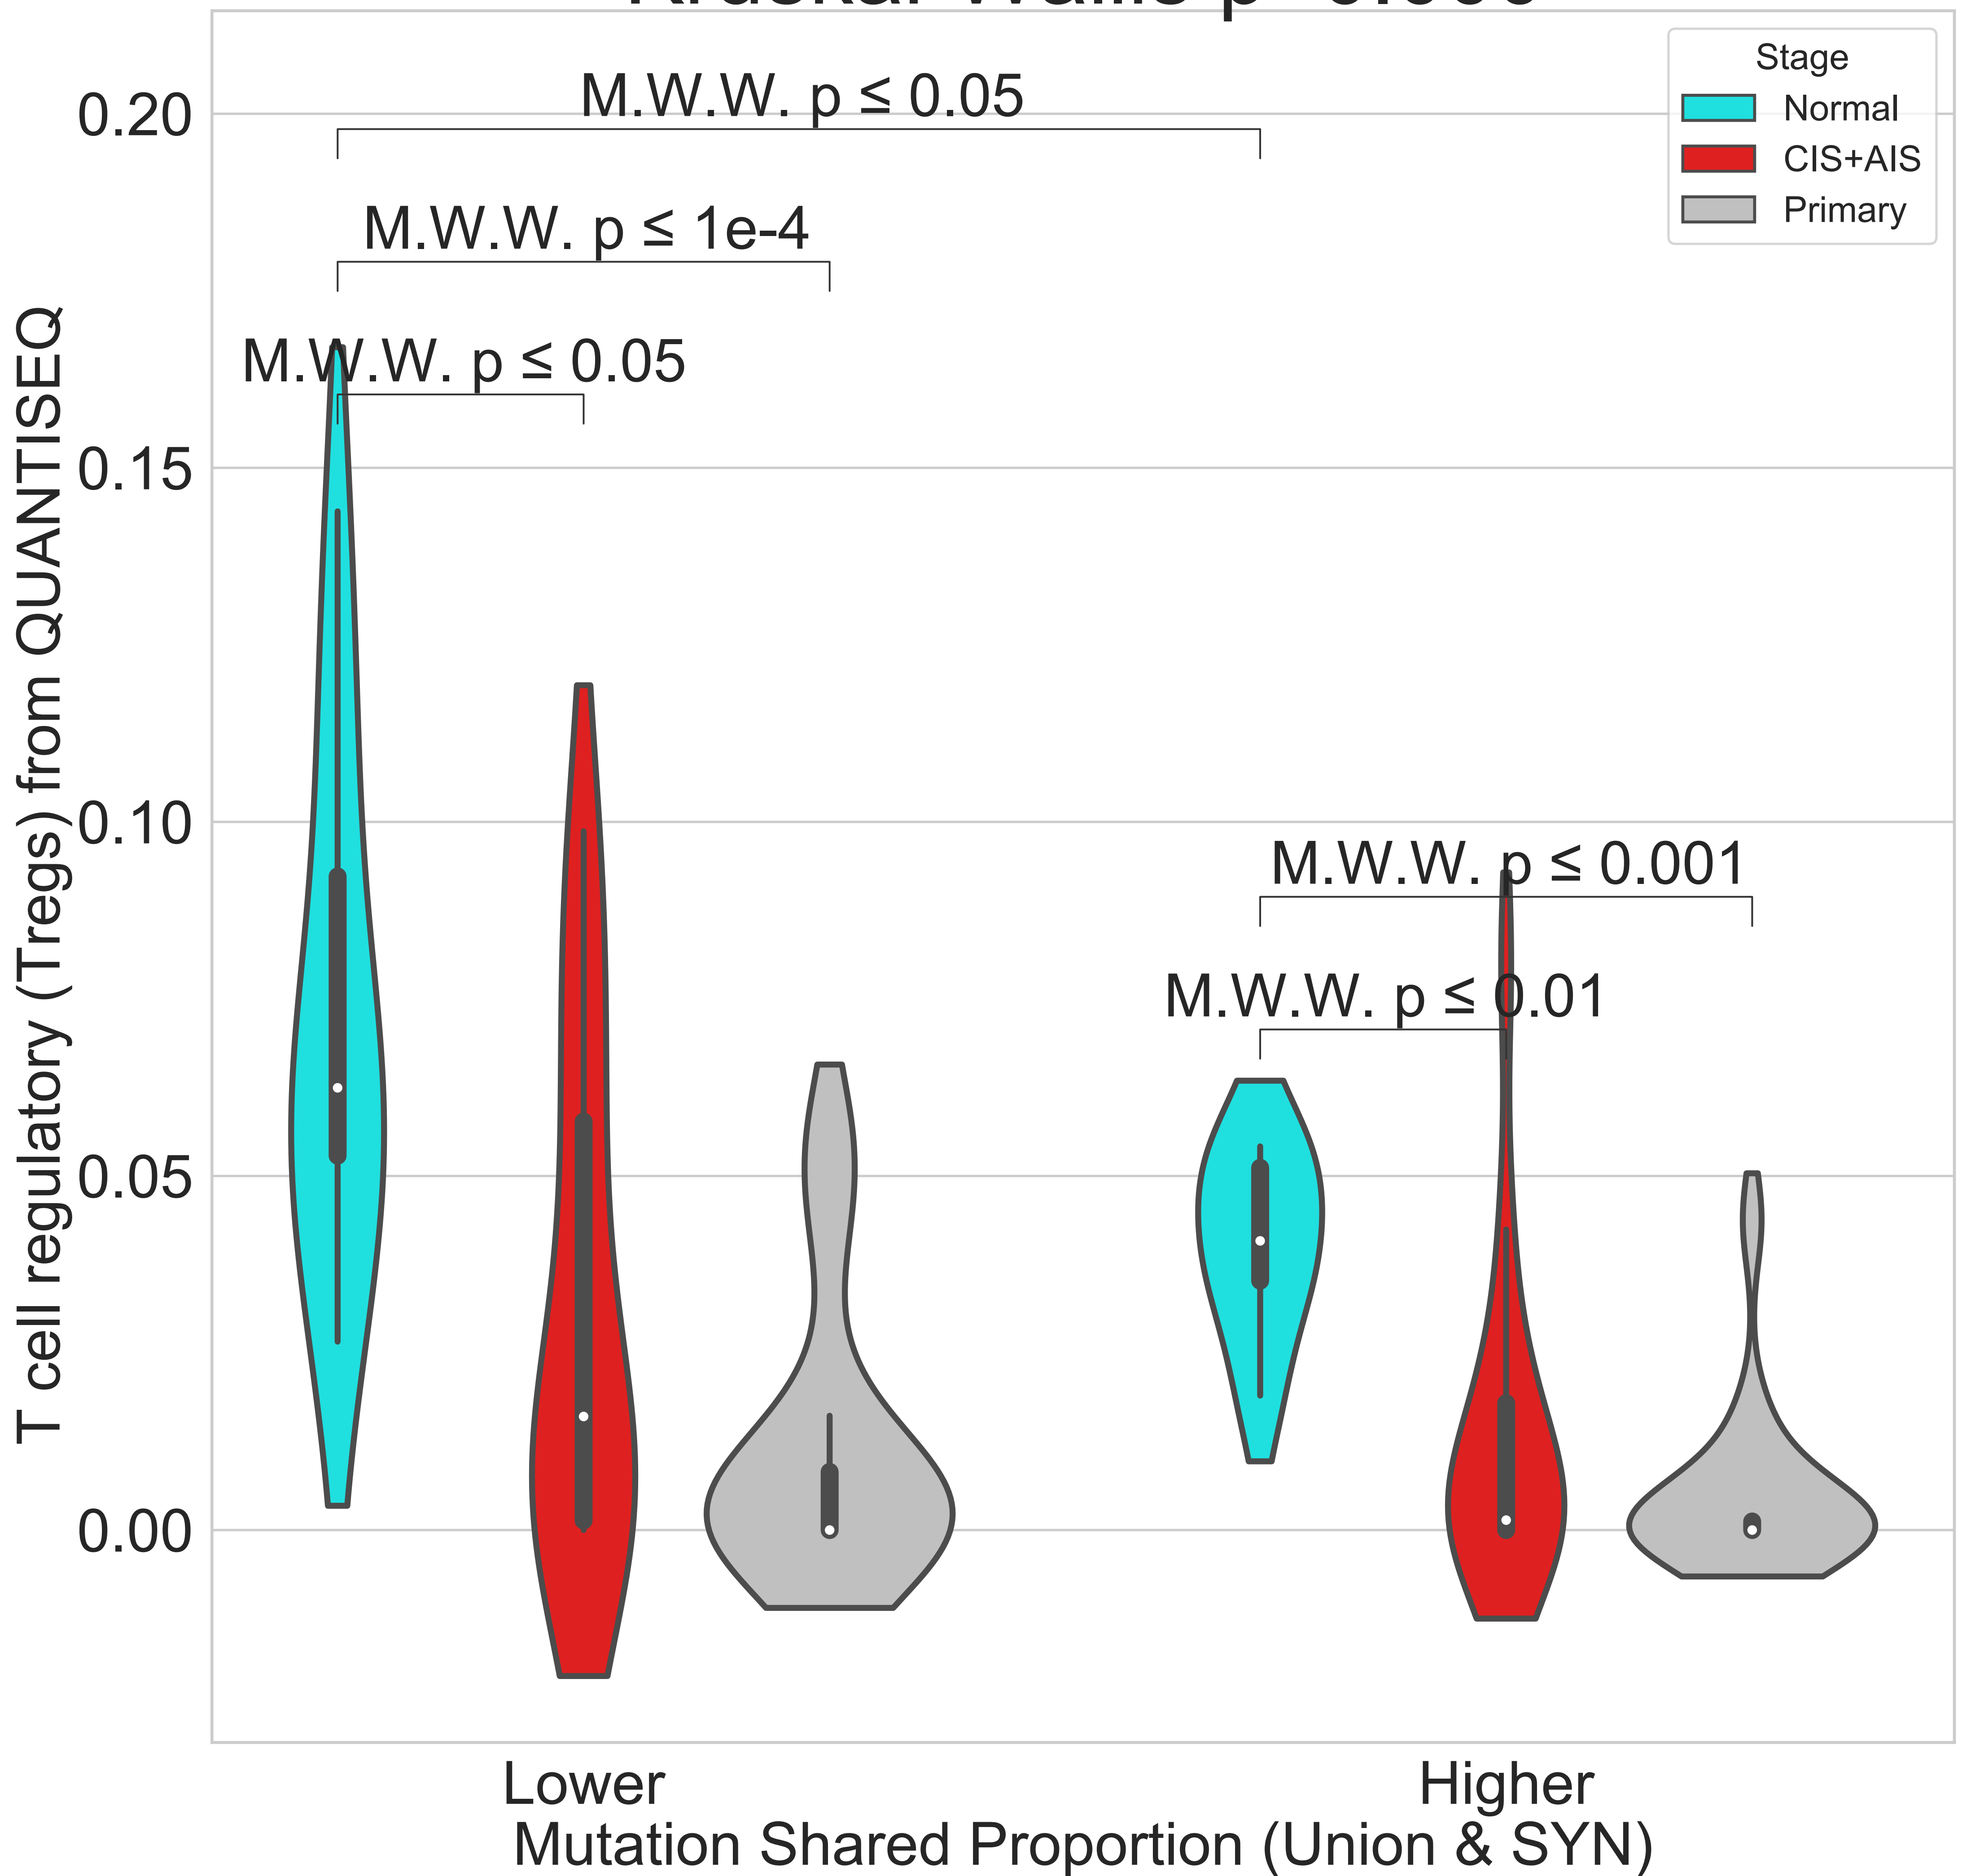 Stage
Normal
CIS+AIS
Primary
M.W.W. p ≤ 0.05
M.W.W. p ≤ 1e-4
M.W.W. p ≤ 0.05
M.W.W. p ≤ 0.001
M.W.W. p ≤ 0.01
T cell regulatory (Tregs) from QUANTISEQ
0.20
0.15
0.10
0.05
0.00
Lower
Higher
Mutation Shared Proportion (Union & SYN)